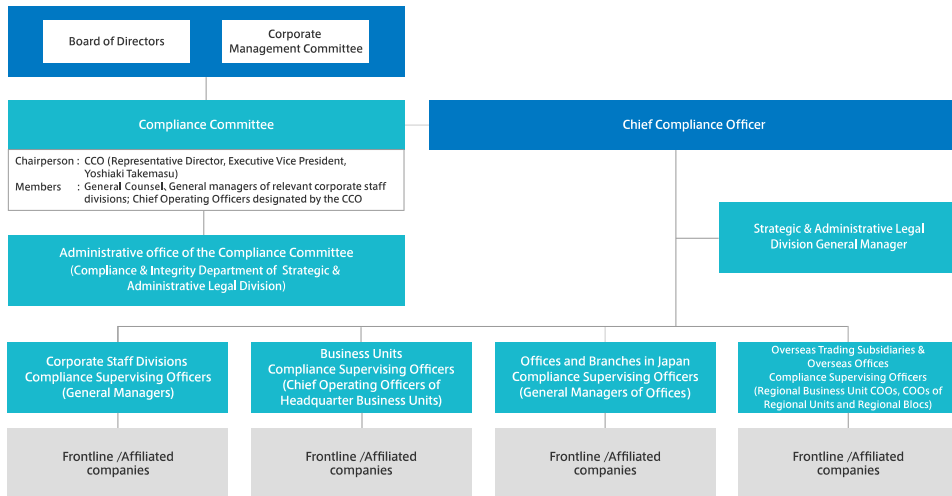 Board of Directors
Corporate
Management Committee
Compliance Committee
Chief Compliance Officer
Chairperson : CCO (Representative Director, Executive Vice President,
Yoshiaki Takemasu)
Members : General Counsel, General managers of relevant corporate staff
divisions; Chief Operating Officers designated by the CCO
Strategic & Administrative Legal
Division General Manager
Administrative office of the Compliance Committee
(Compliance & Integrity Department of Strategic &
Administrative Legal Division)
Corporate Staff Divisions
Compliance Supervising Officers
(General Managers)
Business Units
Compliance Supervising Officers
(Chief Operating Officers of
Headquarter Business Units)
Offices and Branches in Japan
Compliance Supervising Officers
(General Managers of Offices)
Overseas Trading Subsidiaries &
Overseas Offices
Compliance Supervising Officers
(Regional Business Unit COOs, COOs of
Regional Units and Regional Blocs)
Frontline /Affiliated
companies
Frontline /Affiliated
companies
Frontline /Affiliated
companies
Frontline /Affiliated
companies